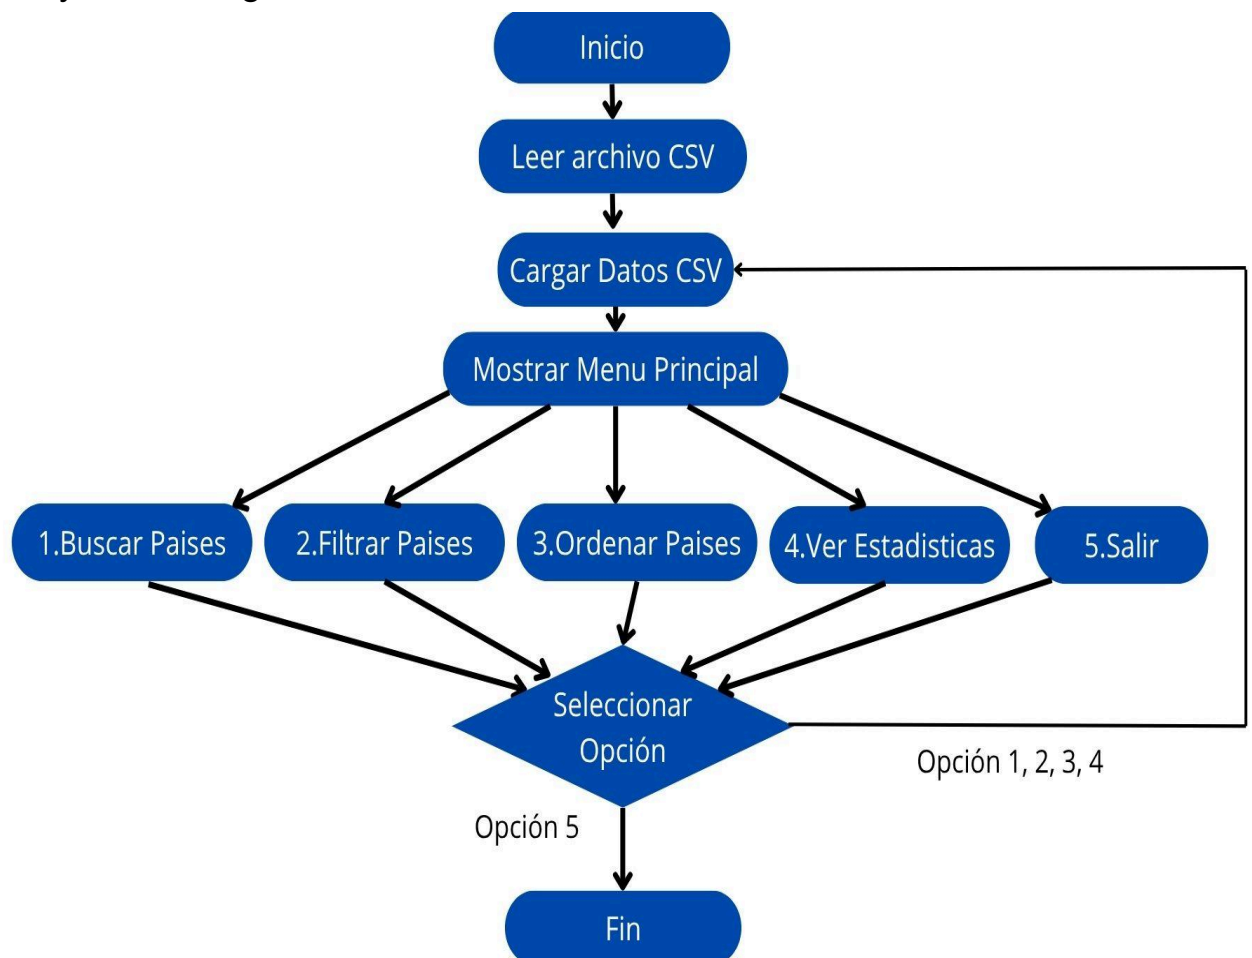 Inicio
Leer archivo CSV
Cargar Datos CSV
Mostrar Menu Principal
1.Buscar Paises
2.Filtrar Paises
3.Ordenar Paises
4.Ver Estadisticas
5.Salir
Seleccionar
Opción
Opción 1, 2, 3, 4
Opción 5
Fin